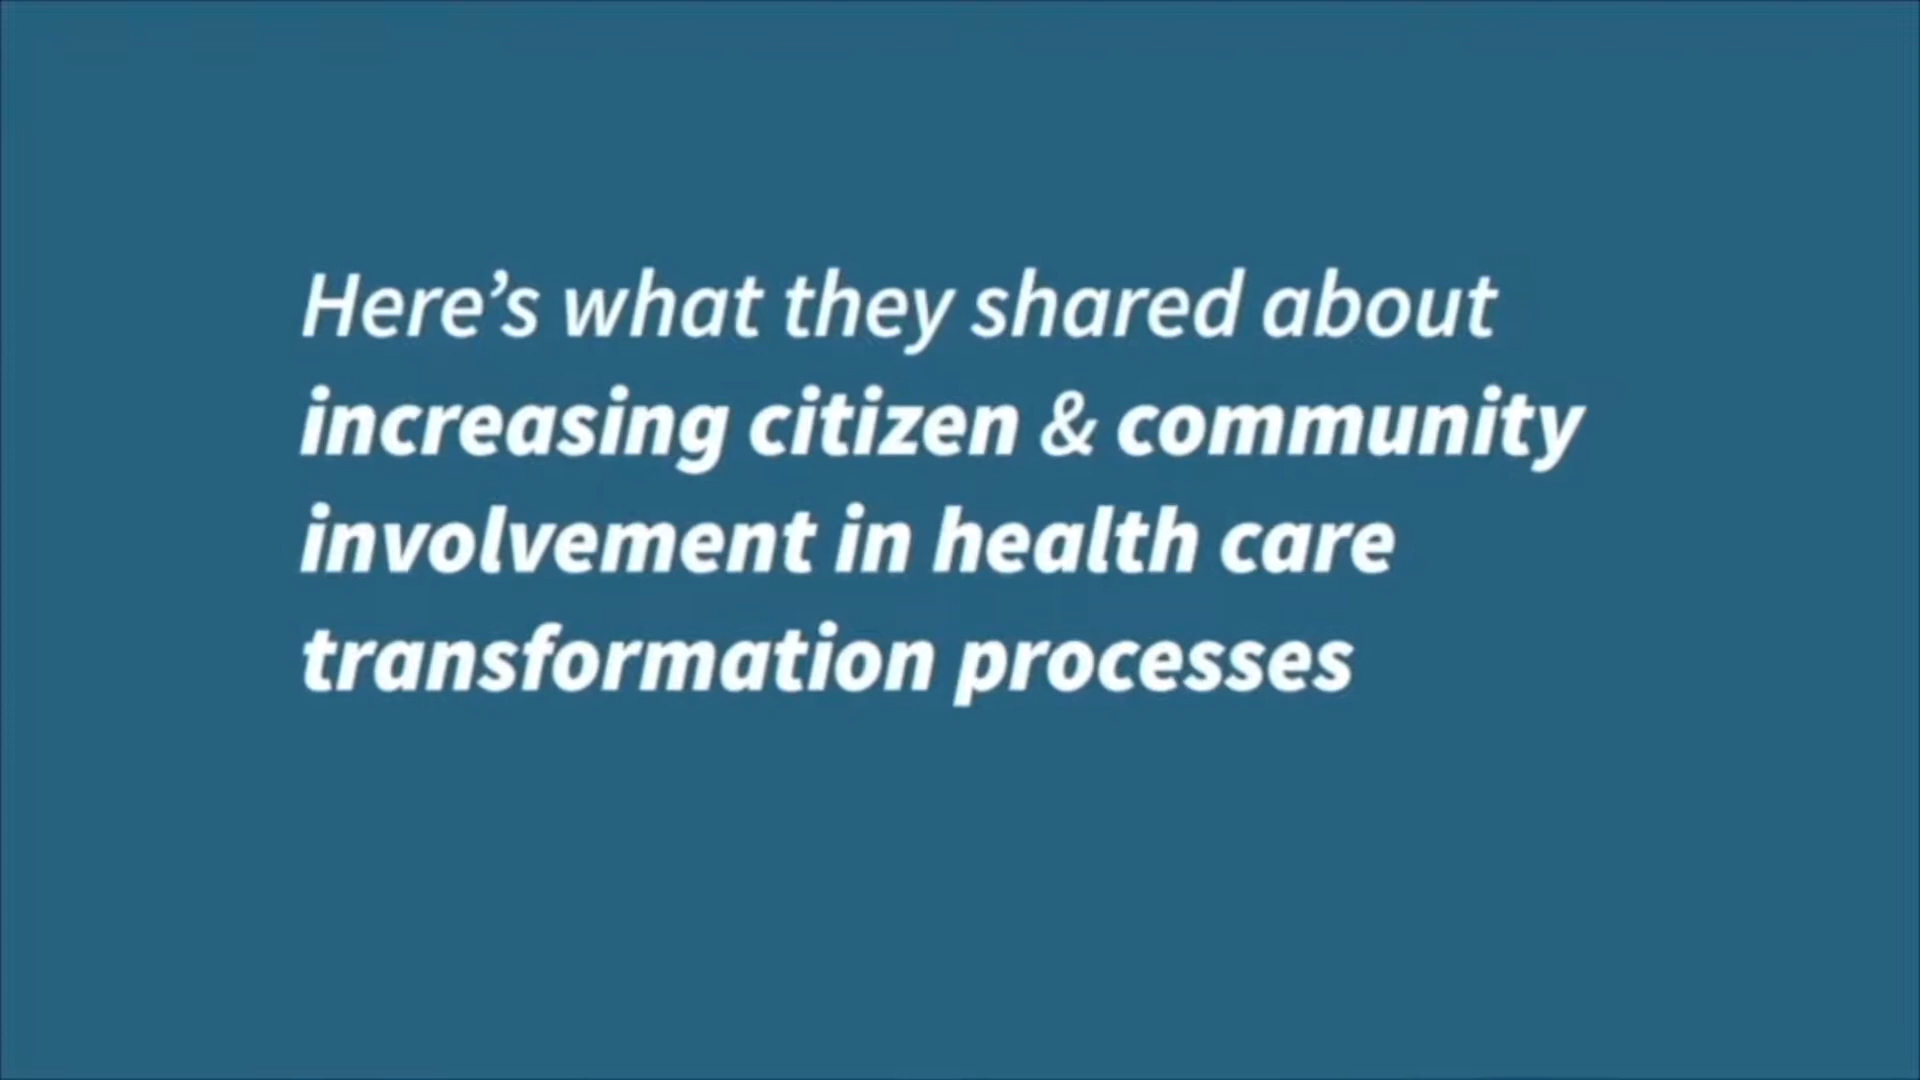 Here’s what they shared about
increasing citizen & community
involvement in health care
transformation processes